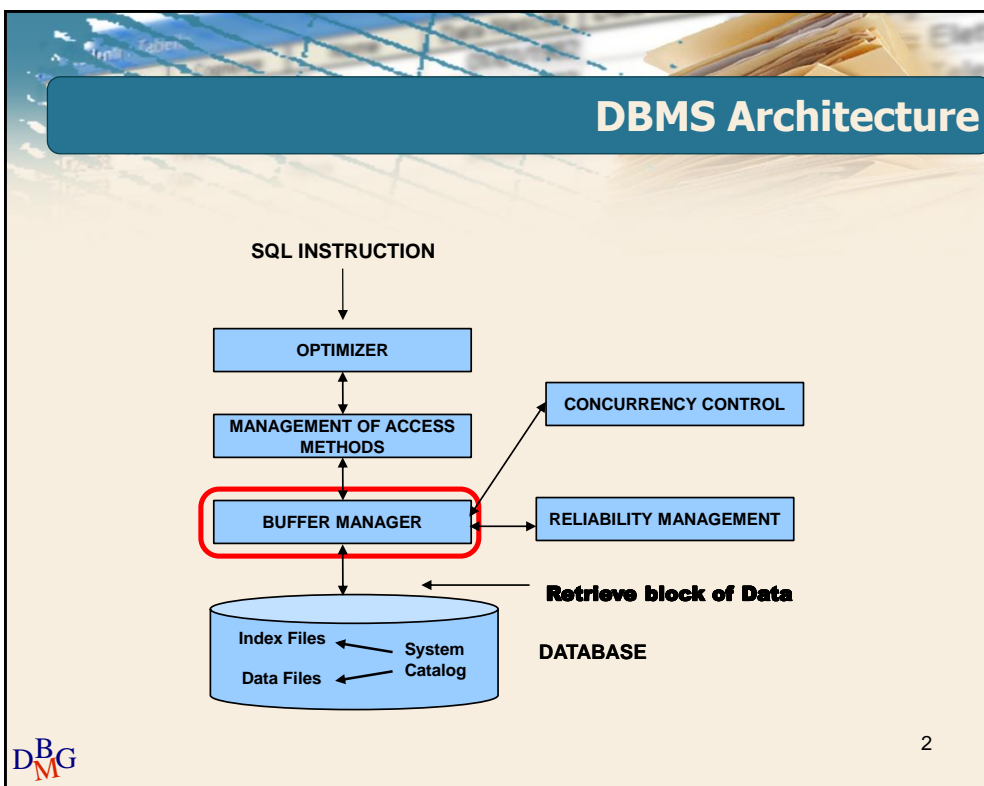 DBMS Architecture
SQL INSTRUCTION
OPTIMIZER
MANAGEMENT OF ACCESS
METHODS
BUFFER MANAGER
CONCURRENCY CONTROL
RELIABILITY MANAGEMENT
Retrieve block of Data
Index Files
System
Catalog
Data Files
DATABASE
DBMG
2